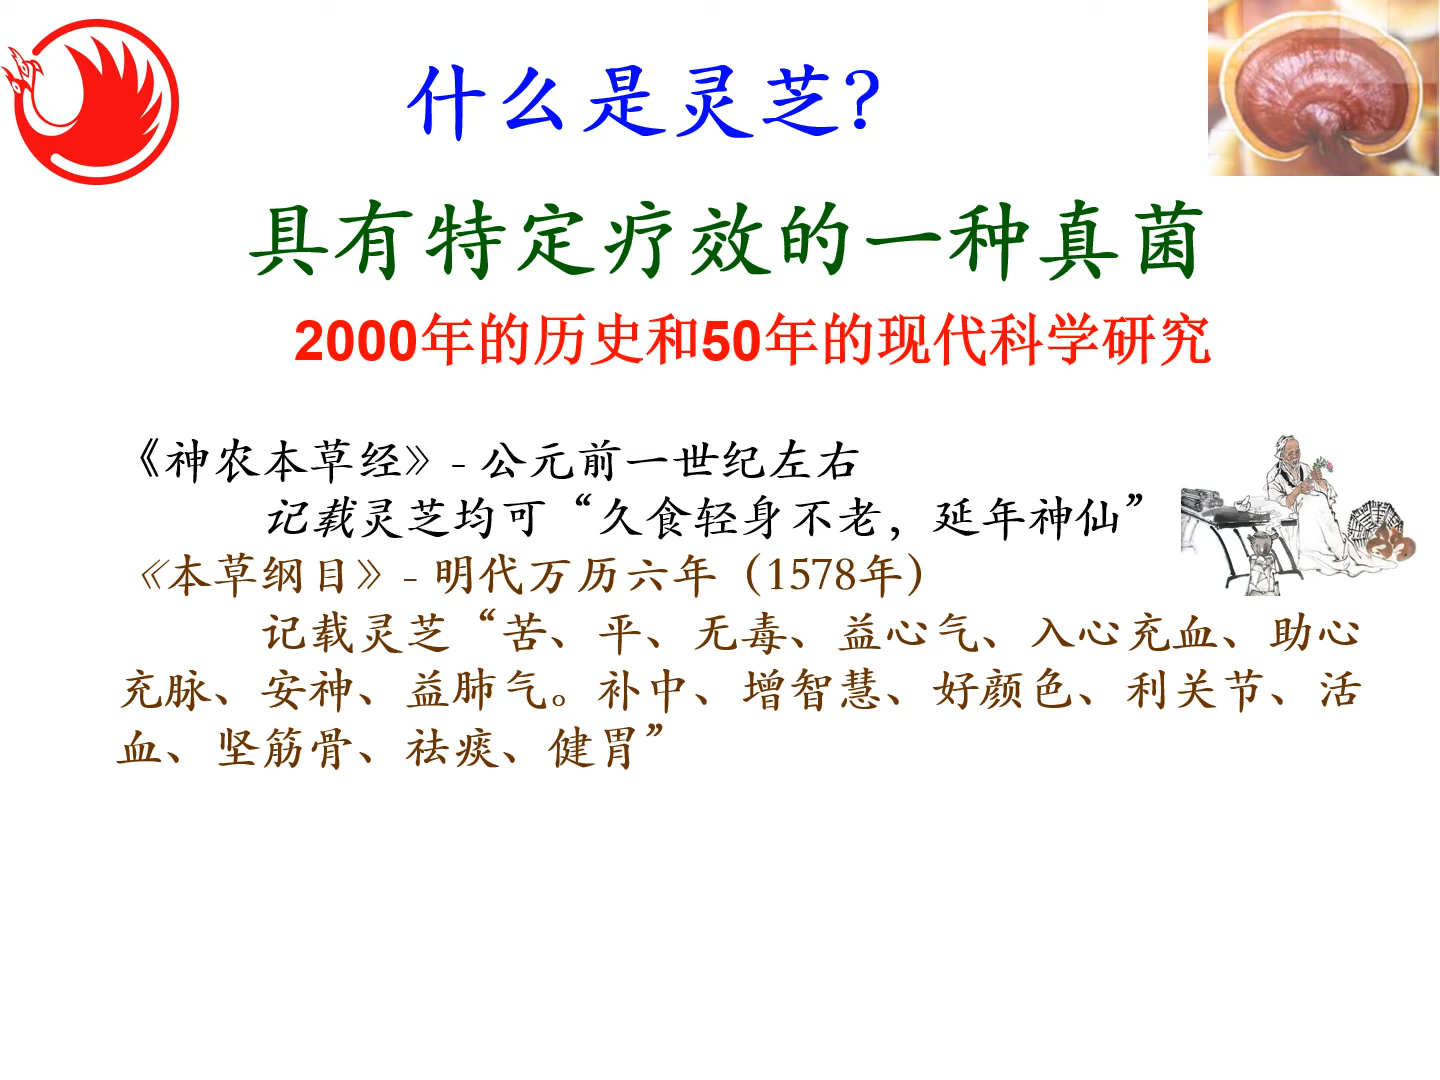 什么是灵芝?
具有特定疗效的一种真菌
2000年的历史和50年的现代科学研究
《神农本草经》- 公元前一世纪左右
记载灵芝均可“久食轻身不老，延年神仙”
《本草纲目》- 明代万历六年（1578年）
记载灵芝“苦、平、无毒、益心气、入心充血、助心
充脉、安神、益肺气。补中、增智慧、好颜色、利关节、活
血、坚筋骨、祛痰、健胃”